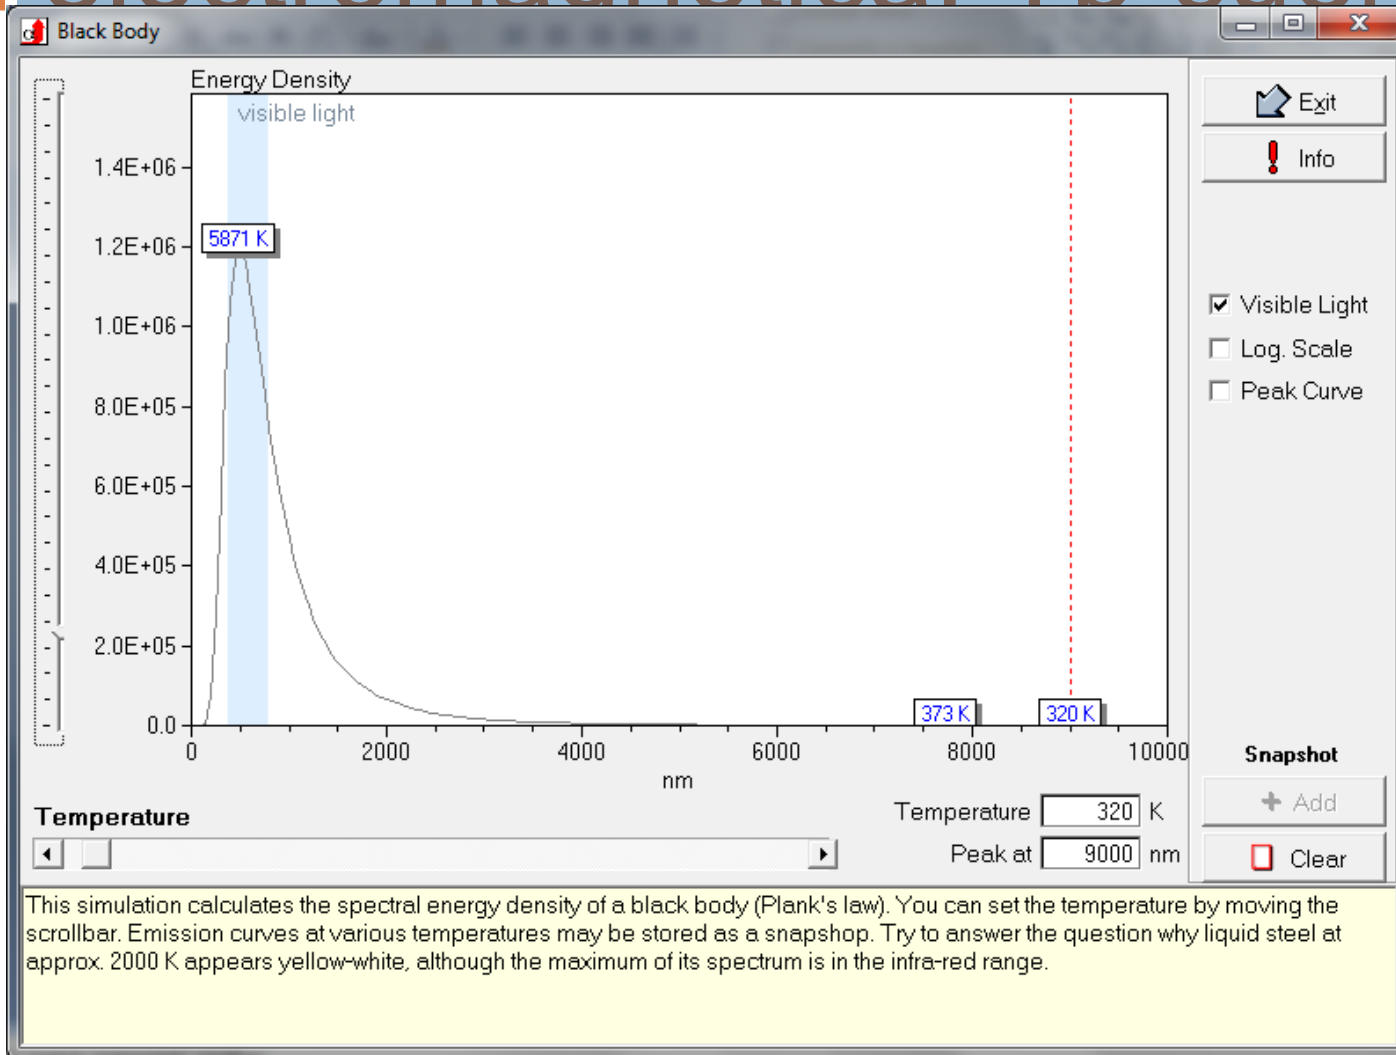 Black Body
Energy Density
visible light
1.4E+06
1.2E+06
1.0E+06
8.0E+05
6.0E+05
4.0E+05
2.0E+05
0.0
5871 K
373 K
320 K
0
2000
4000
6000
8000
10000
nm
Exit
Info
Visible Light
Log. Scale
Peak Curve
Snapshot
Add
Clear
Temperature
Temperature 320 K
Peak at 9000 nm
This simulation calculates the spectral energy density of a black body (Plank's law). You can set the temperature by moving the
scrollbar. Emission curves at various temperatures may be stored as a snapshop. Try to answer the question why liquid steel at
approx. 2000 K appears yellow-white, although the maximum of its spectrum is in the infra-red range.